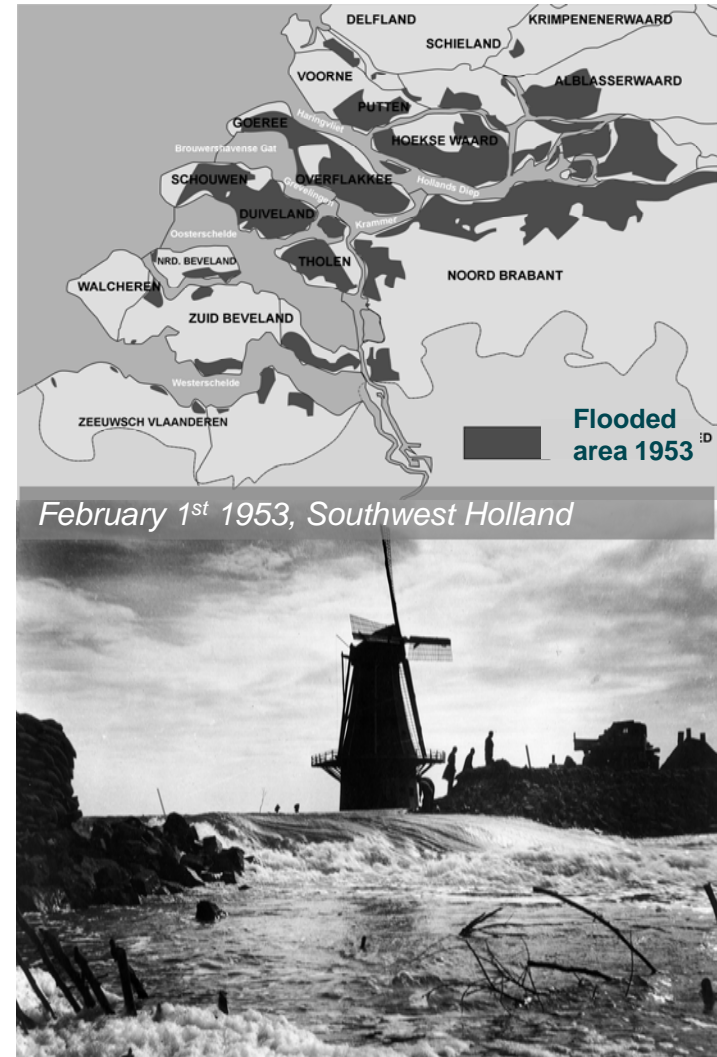 DELFLAND
KRIMPENENERWAARD
SCHIELAND
VOORNE
ALBLASSERWAARD
PUTTEN
GOEREE
Haringvliet
HOEKSE WAARD
Brouwershavense Gat
SCHOUWEN
OVERFLAKKEE
Hollands Diep
Grevelingen
DUIVELAND
Krammer
Oosterschelde
NRD. BEVELAND
THOLEN
NOORD BRABANT
WALCHEREN
ZUID BEVELAND
Westerschelde
ZEEUWSCH VLAANDEREN
Flooded
area 1953
ED
February 1st 1953, Southwest Holland